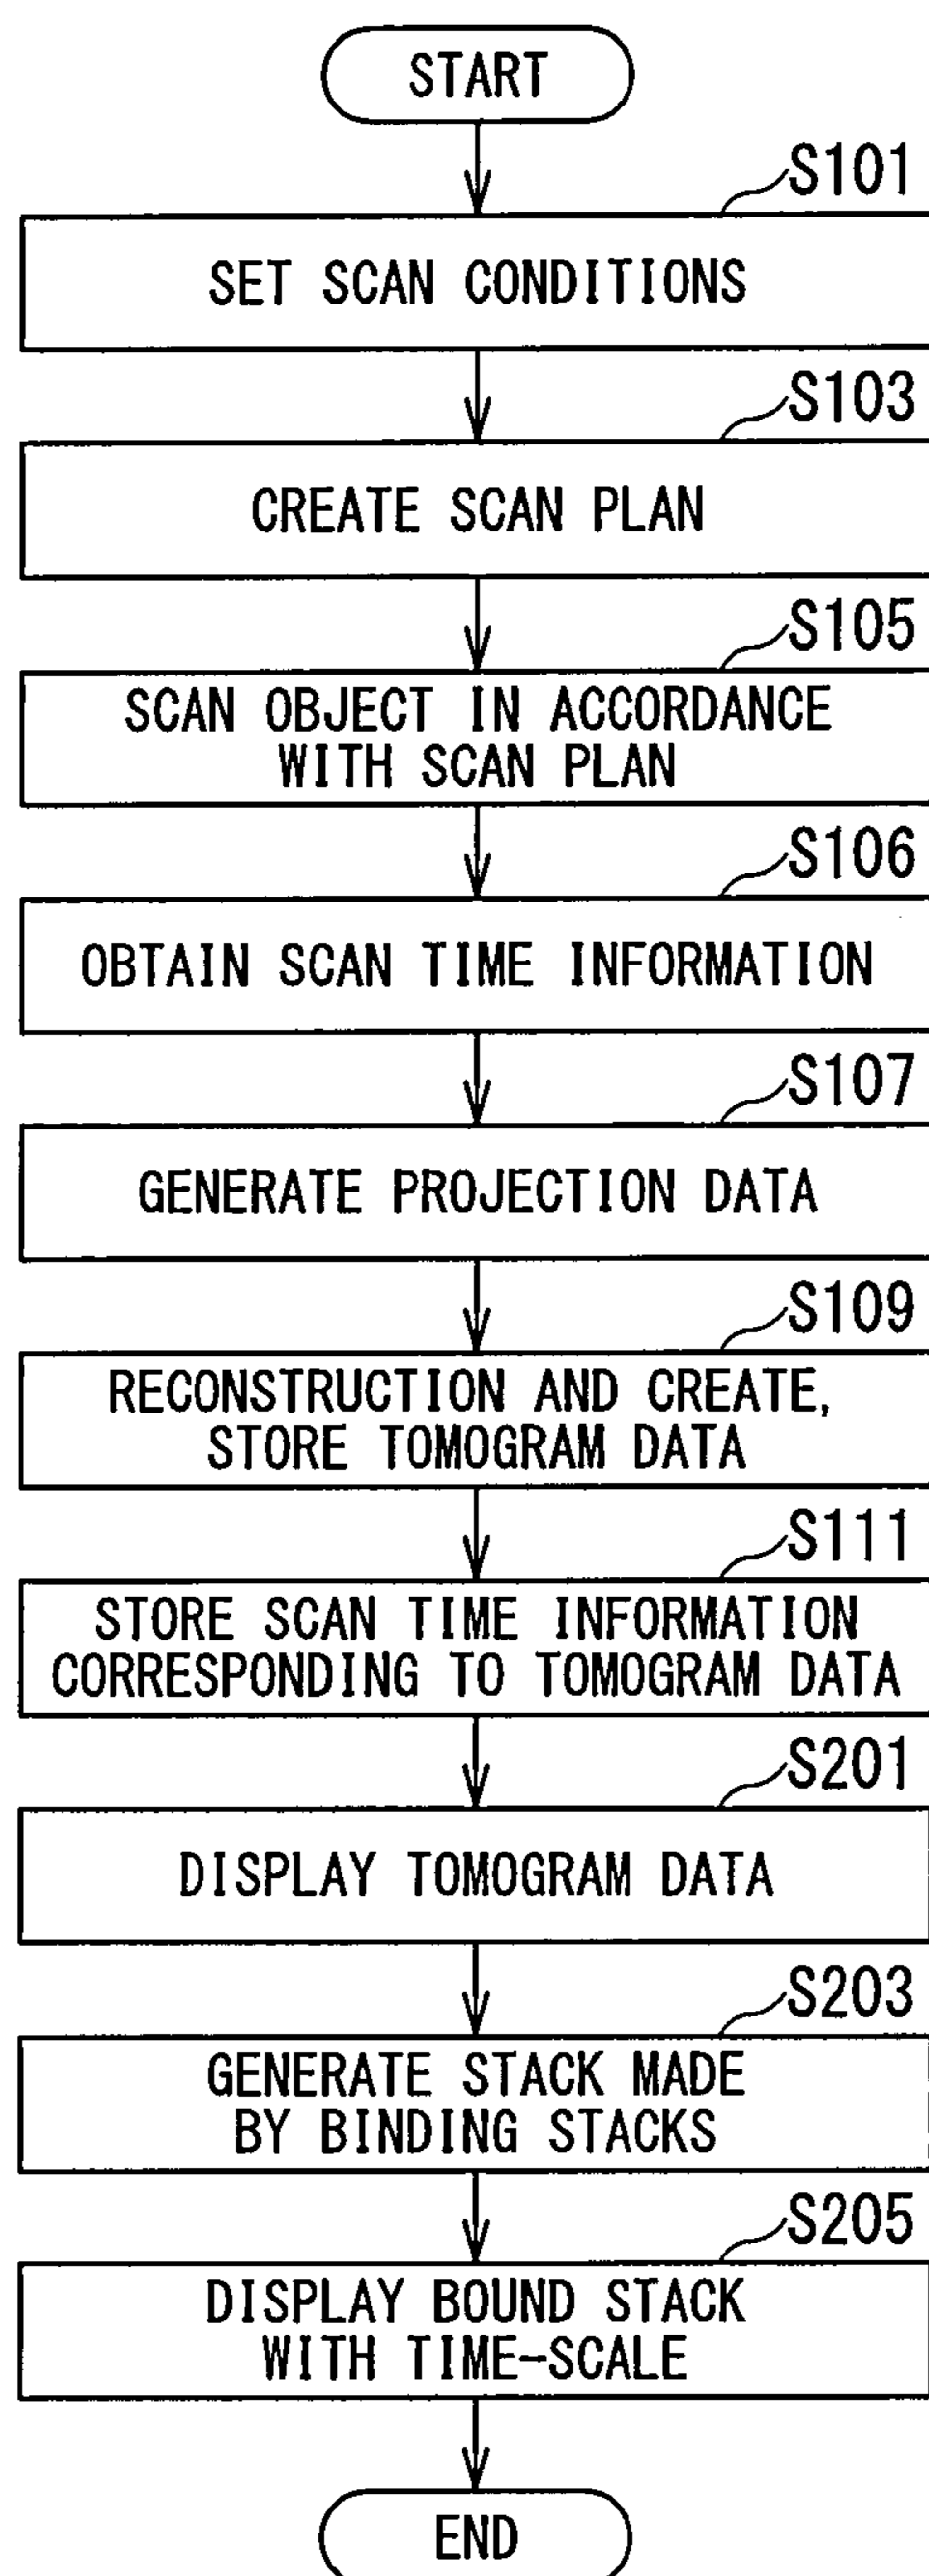 START
S101
SET SCAN CONDITIONS
S103
CREATE SCAN PLAN
S105
SCAN OBJECT IN ACCORDANCE
WITH SCAN PLAN
S106
OBTAIN SCAN TIME INFORMATION
S107
GENERATE PROJECTION DATA
S109
RECONSTRUCTION AND CREATE,
STORE TOMOGRAM DATA
S111
STORE SCAN TIME INFORMATION
CORRESPONDING TO TOMOGRAM DATA
S201
DISPLAY TOMOGRAM DATA
S203
GENERATE STACK MADE
BY BINDING STACKS
S205
DISPLAY BOUND STACK
WITH TIME-SCALE
END